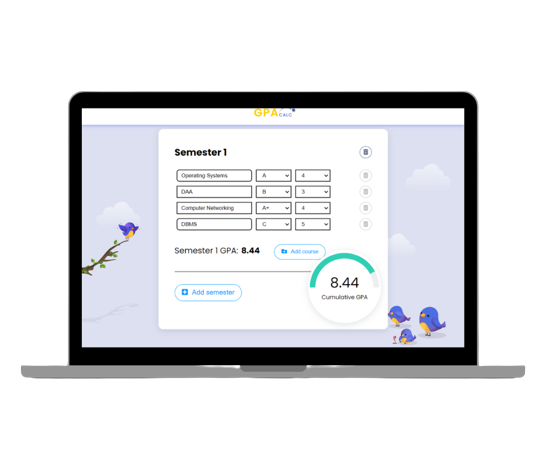 GPA CALC
Semester 1
Operating Systems A 4
DAA B 3
Computer Networking A+ 4
DBMS C 5
Semester 1 GPA: 8.44 Add course
8.44
Cumulative GPA
Add semester